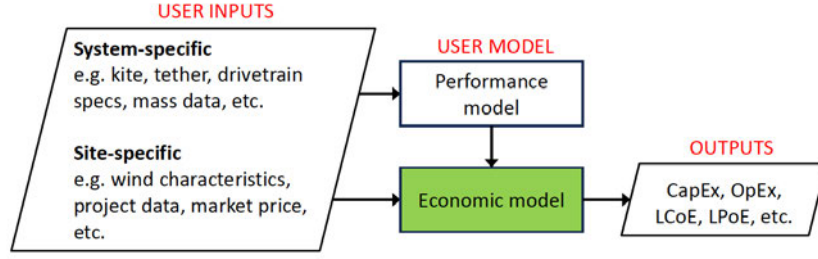 USER INPUTS
System-specific
e.g. kite, tether, drivetrain
specs, mass data, etc.
Site-specific
e.g. wind characteristics,
project data, market price,
etc.
USER MODEL
Performance
model
Economic model
OUTPUTS
CapEx, OpEx,
LCoE, LPoE, etc.